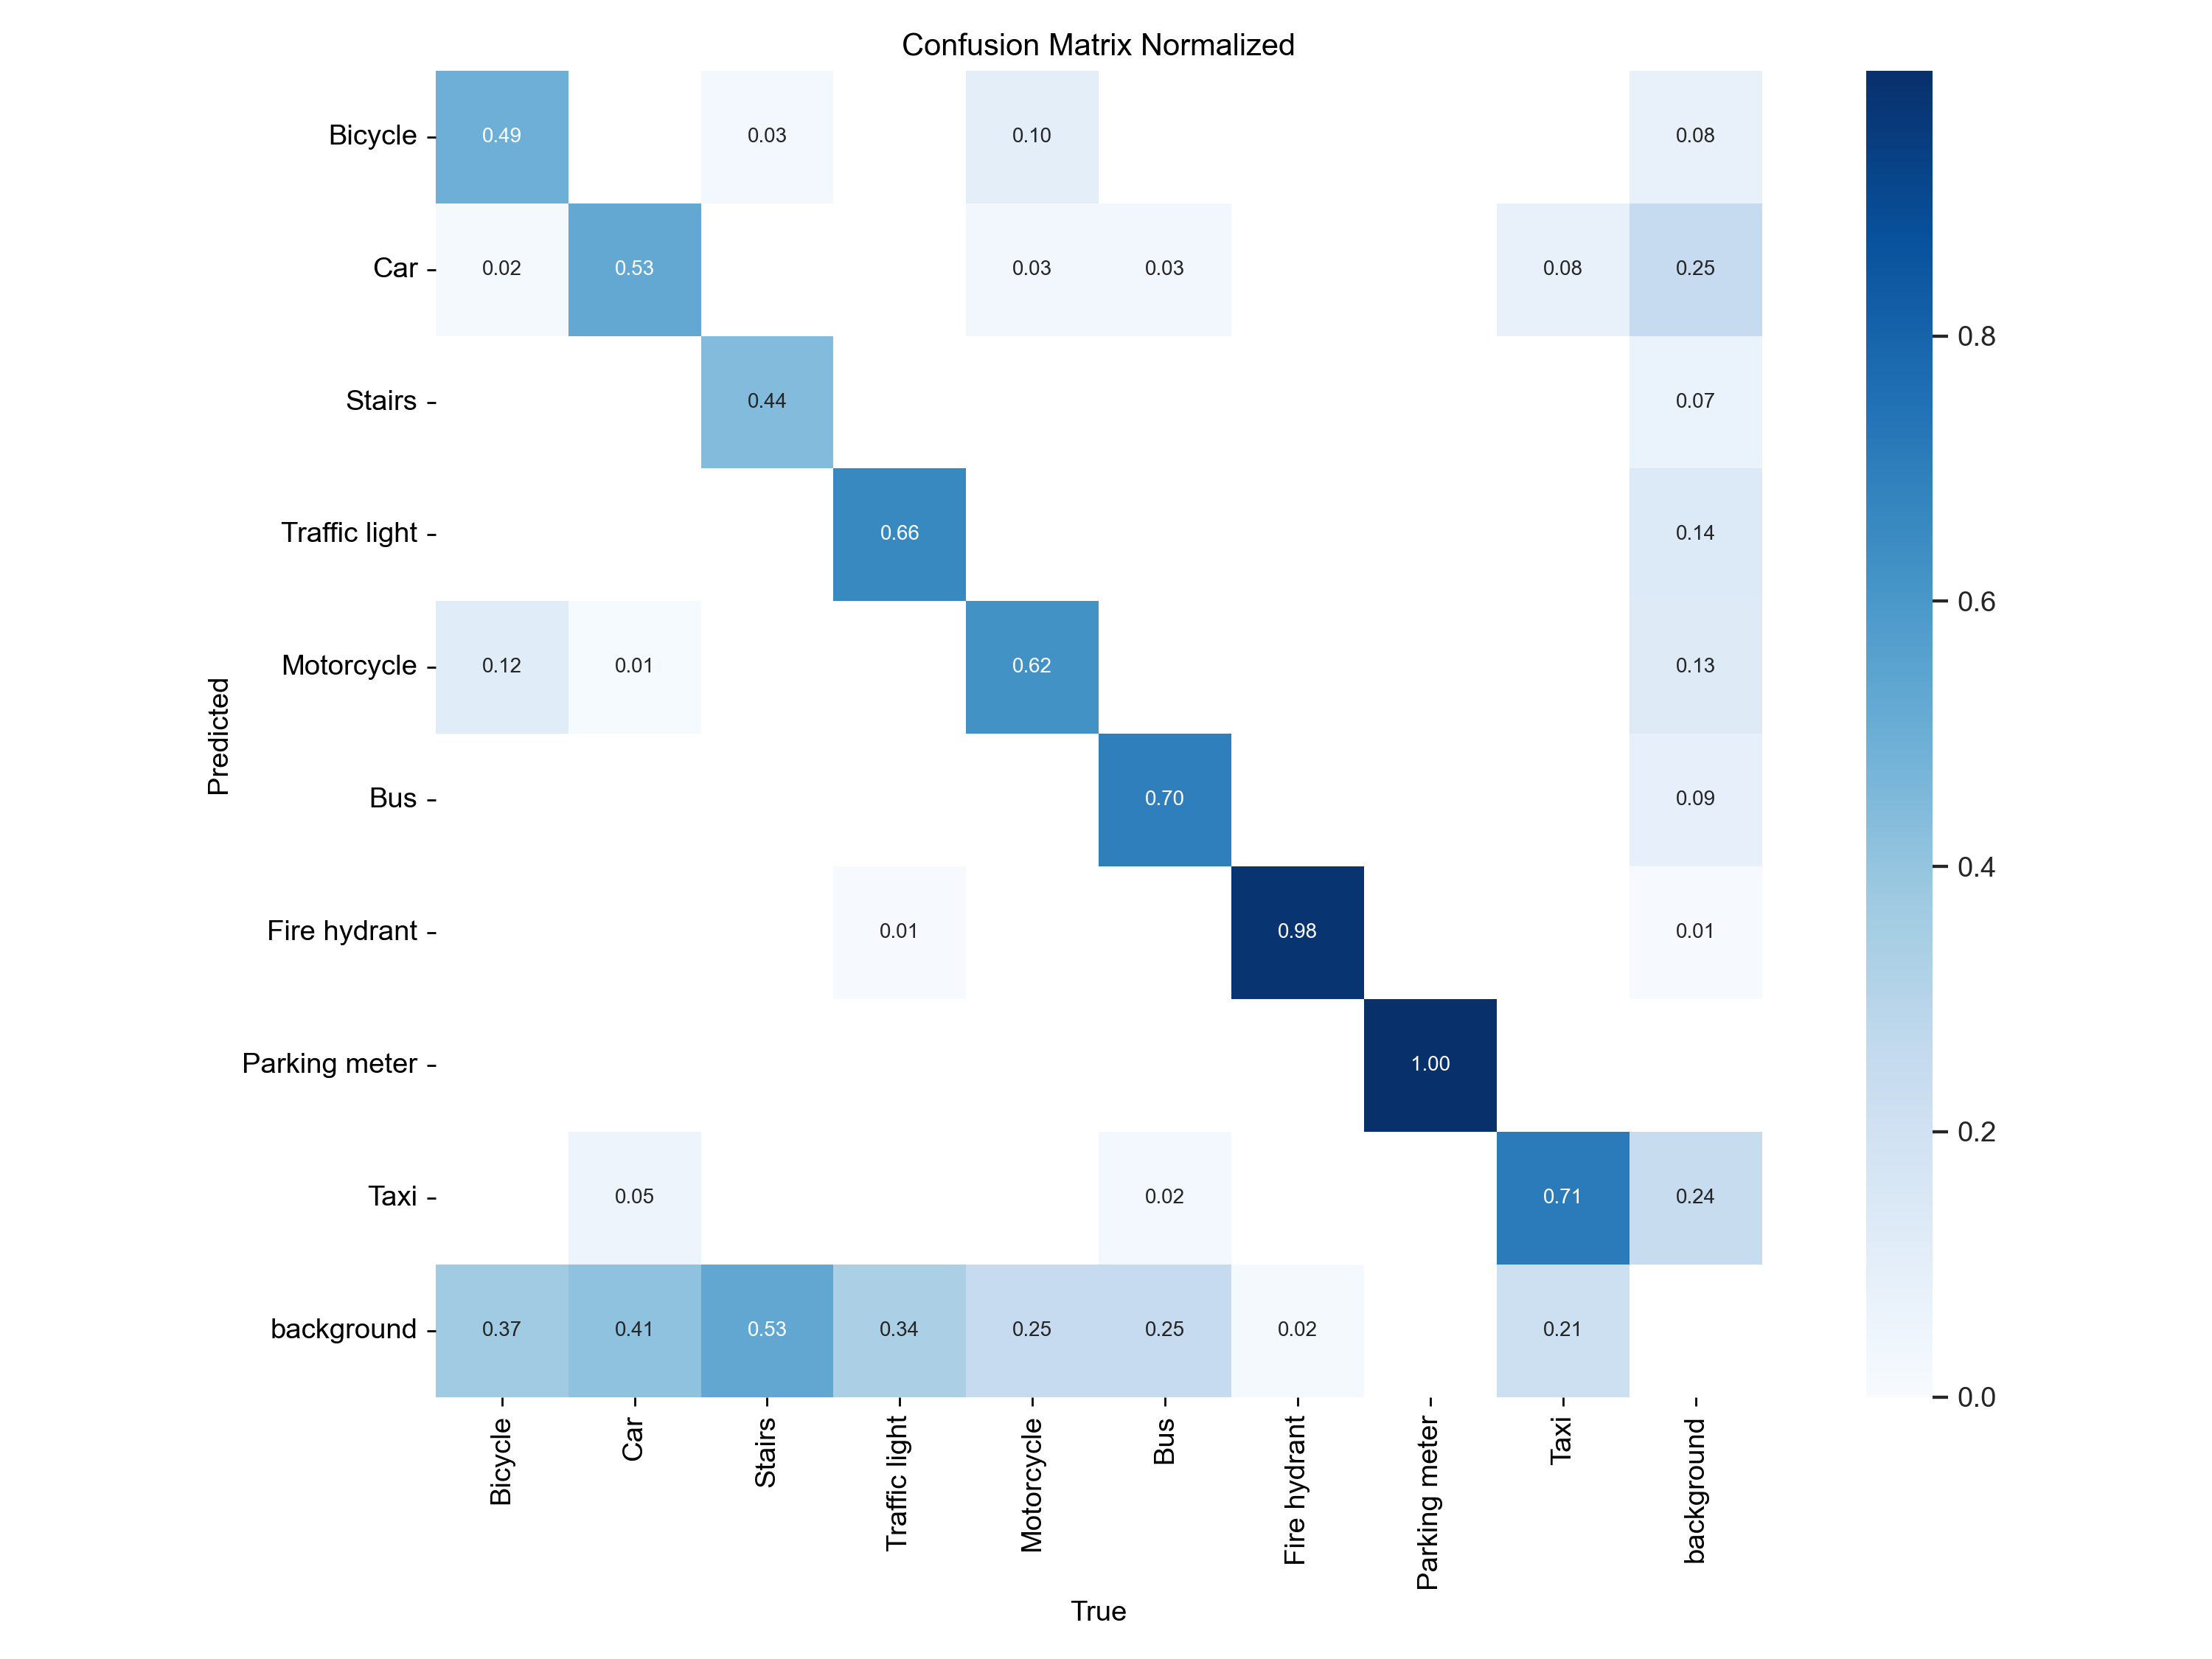 Confusion Matrix Normalized
Bicycle 0.49 0.03 0.10 0.08
Car 0.02 0.53 0.03 0.03 0.08 0.25
0.8
Stairs 0.44 0.07
Traffic light 0.66 0.14
0.6
Motorcycle 0.12 0.01 0.62 0.13
Predicted
Bus 0.70 0.09
0.4
Fire hydrant 0.01 0.98 0.01
Parking meter 1.00
0.2
Taxi 0.05 0.02 0.71 0.24
background 0.37 0.41 0.53 0.34 0.25 0.25 0.02 0.21
0.0
Bicycle
Car
Stairs
Traffic light
Motorcycle
Bus
Fire hydrant
Parking meter
Taxi
background
True